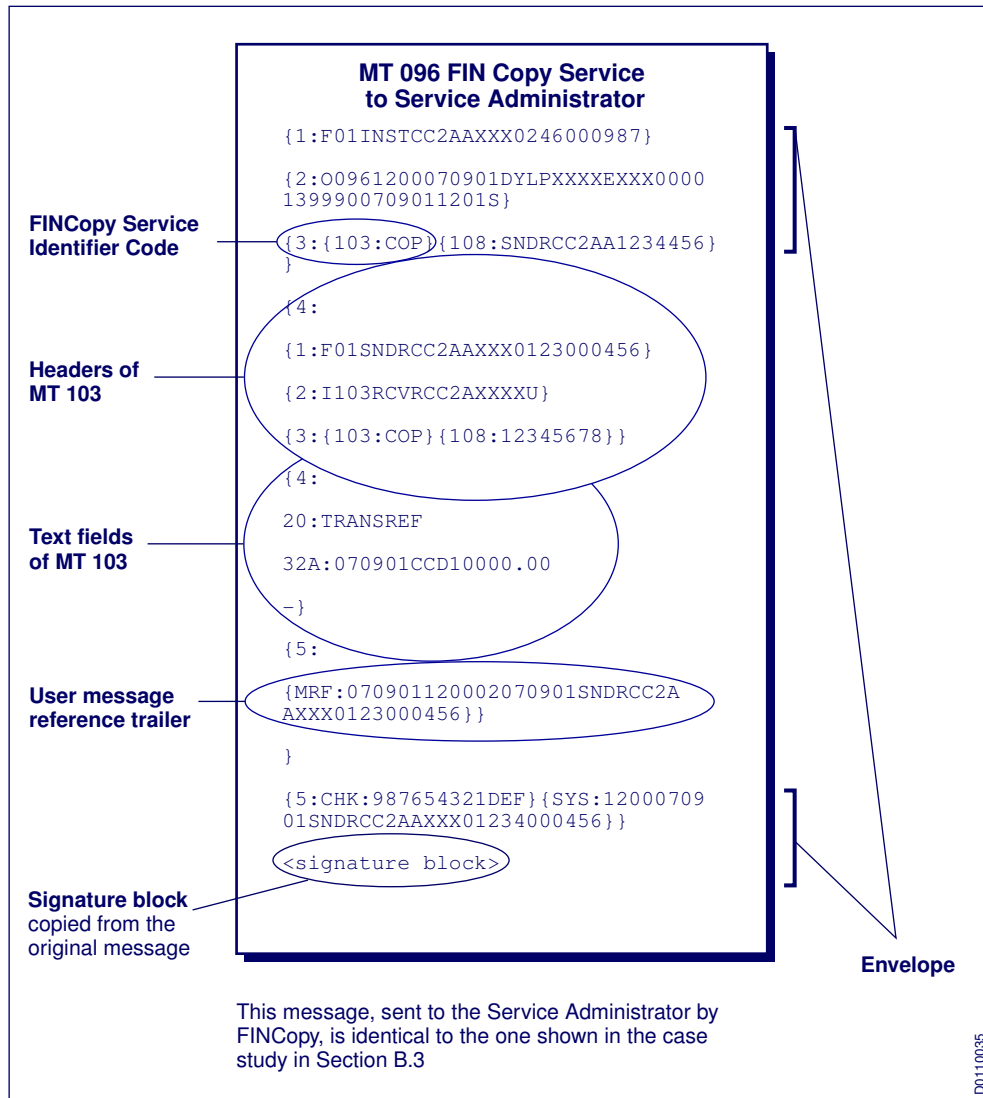 MT 096 FIN Copy Service
to Service Administrator
{1:F01INSTCC2AAXXX0246000987}
{2:O0961200070901DYLPXXXXEXXX0000
1399900709011201S}
FINCopy Service
Identifier Code
{3:{103:COP}{108:SNDRCC2AA1234456}
}
{4:
{1:F01SNDRCC2AAXXX0123000456}
Headers of
MT 103
{2:I103RCVRCC2AXXXXU}
{3:{103:COP}{108:12345678}}
{4:
20:TRANSREF
Text fields
of MT 103
32A:070901CCD10000.00
–}
{5:
User message
reference trailer
{MRF:070901120002070901SNDRCC2A
AXXX0123000456}}
}
{5:CHK:987654321DEF}{SYS:12000709
01SNDRCC2AAXXX01234000456}}
<signature block>
Signature block
copied from the
original message
Envelope
This message, sent to the Service Administrator by
FINCopy, is identical to the one shown in the case
study in Section B.3
D0110035